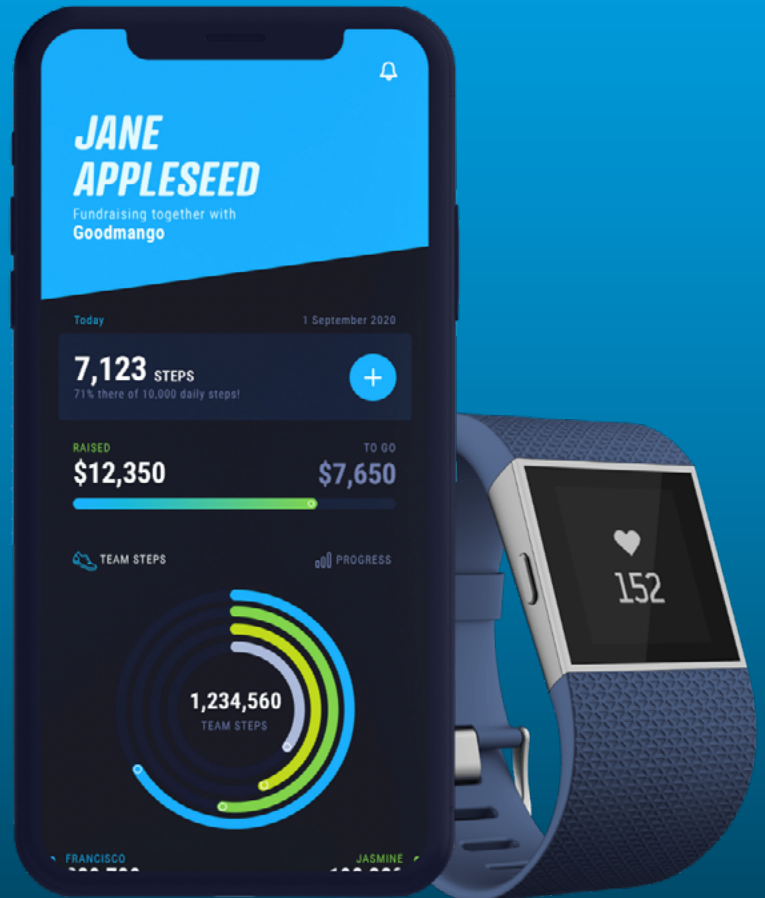 JANE
APPLESEED
Fundraising together with
Goodmango
Today
1 September 2020
7,123 STEPS
71% there of 10,000 daily steps!
RAISED
TO GO
$12,350
$7,650
TEAM STEPS
PROGRESS
1,234,560
TEAM STEPS
FRANCISCO
JASMINE
152